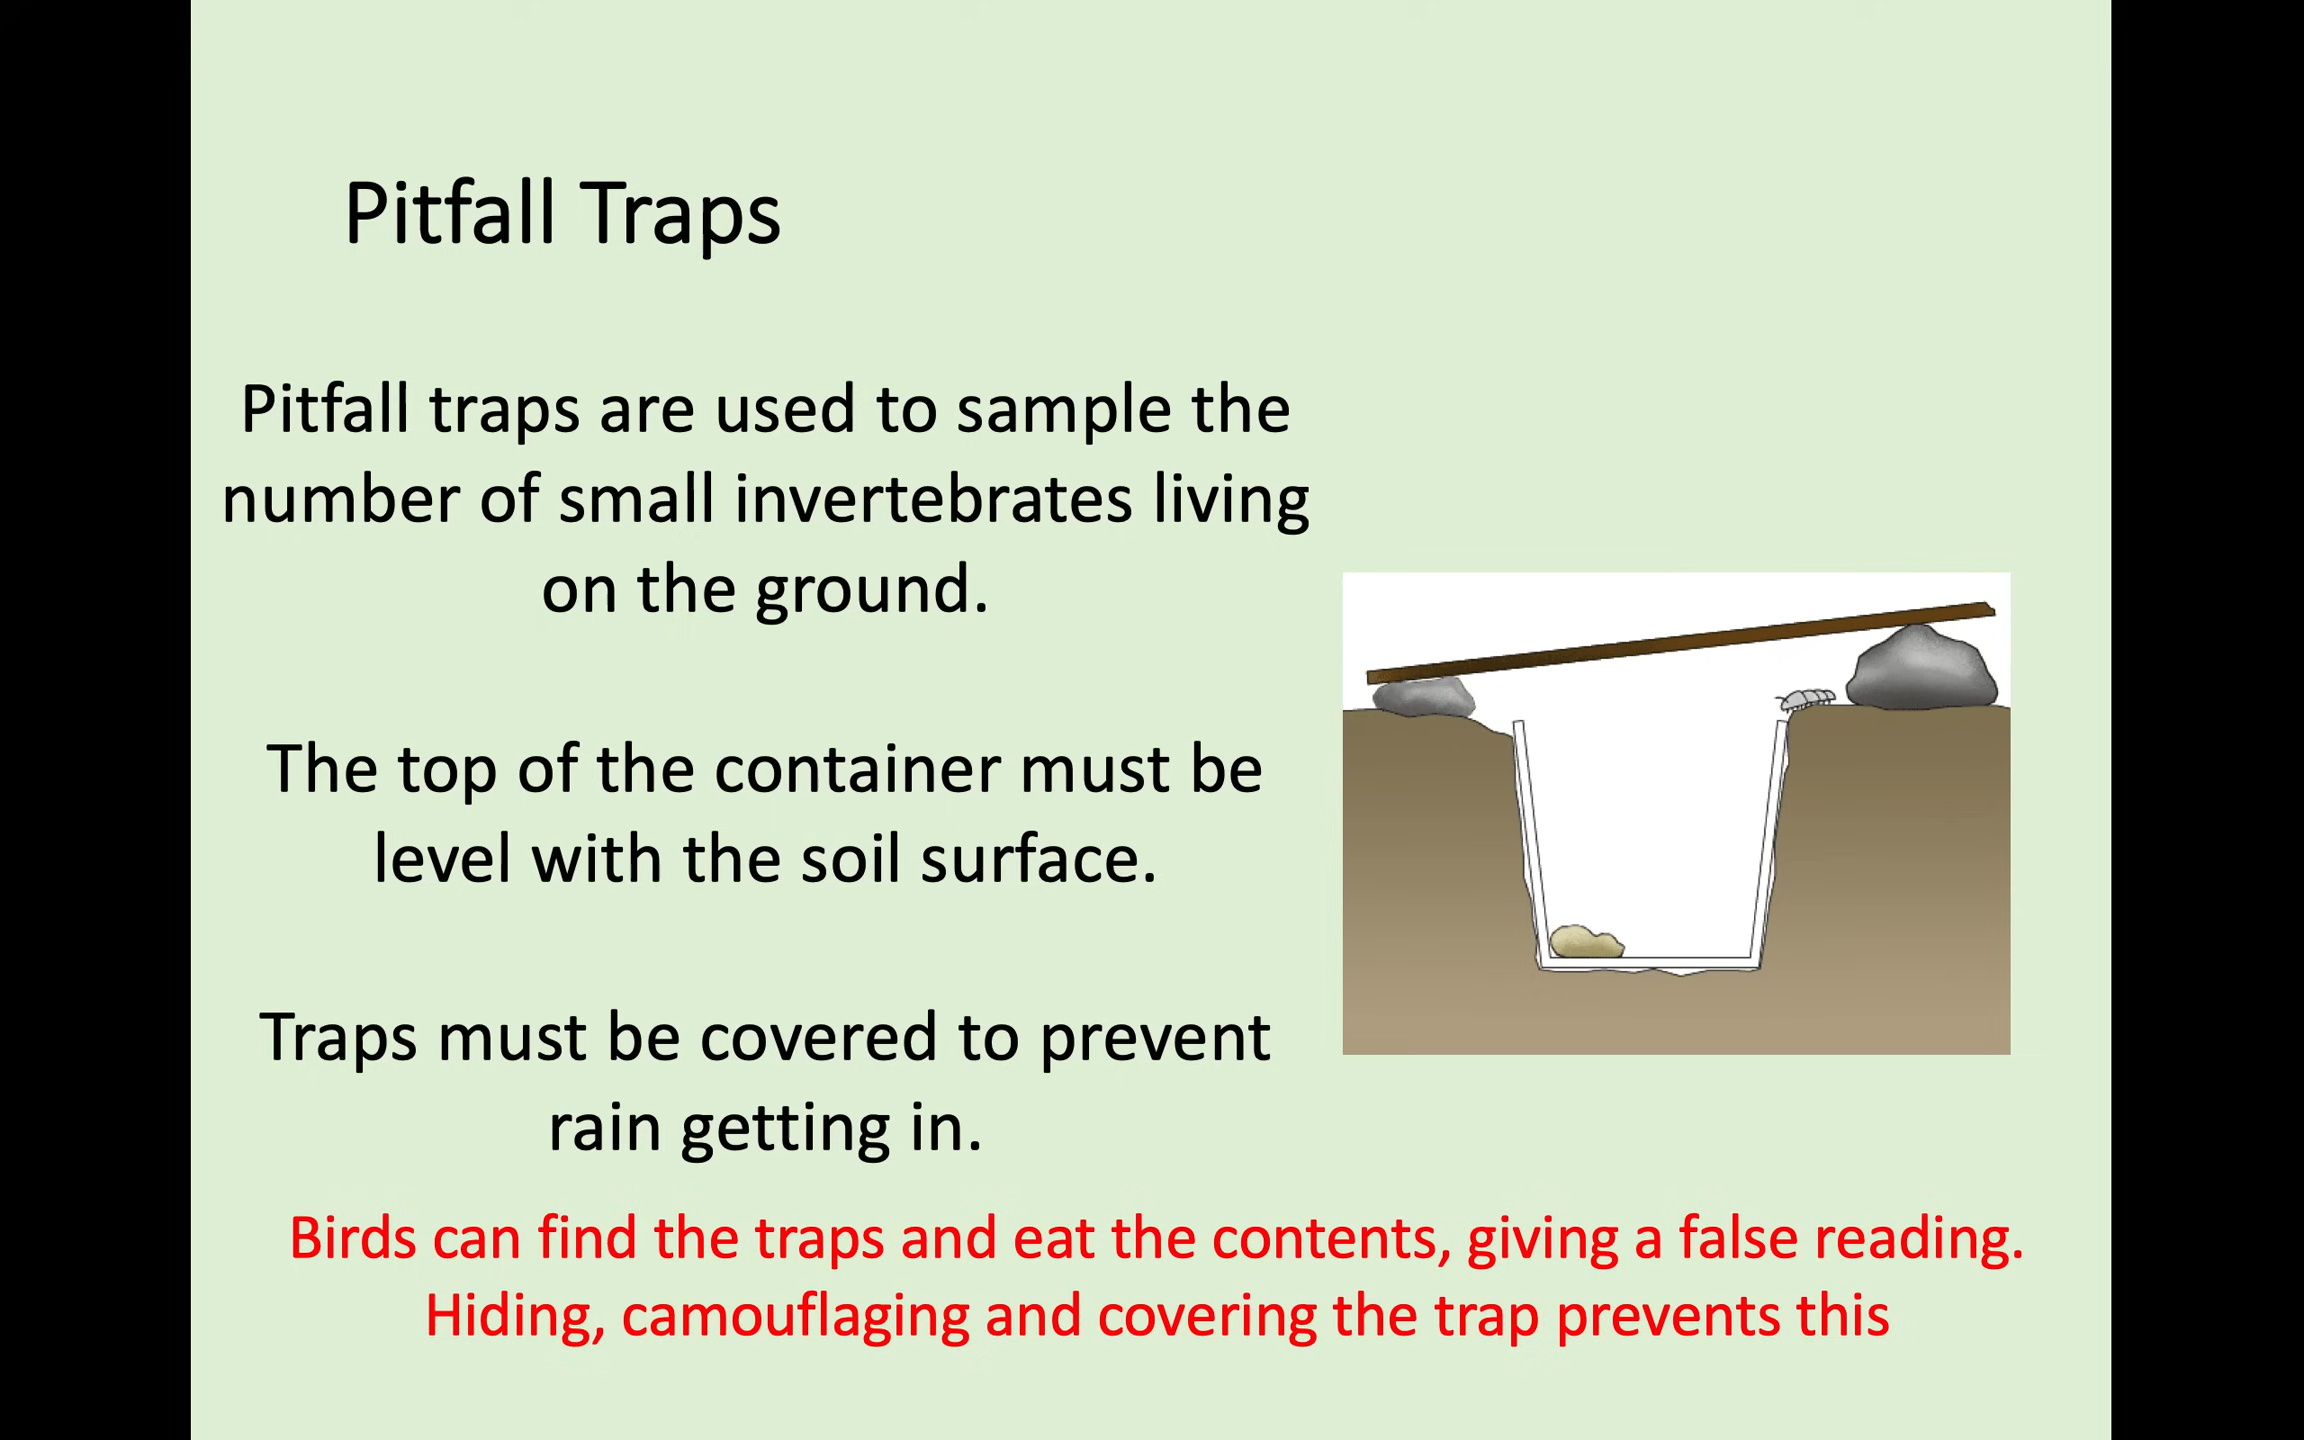 Pitfall Traps
Pitfall traps are used to sample the
number of small invertebrates living
on the ground.
The top of the container must be
level with the soil surface.
Traps must be covered to prevent
rain getting in.
Birds can find the traps and eat the contents, giving a false reading.
Hiding, camouflaging and covering the trap prevents this